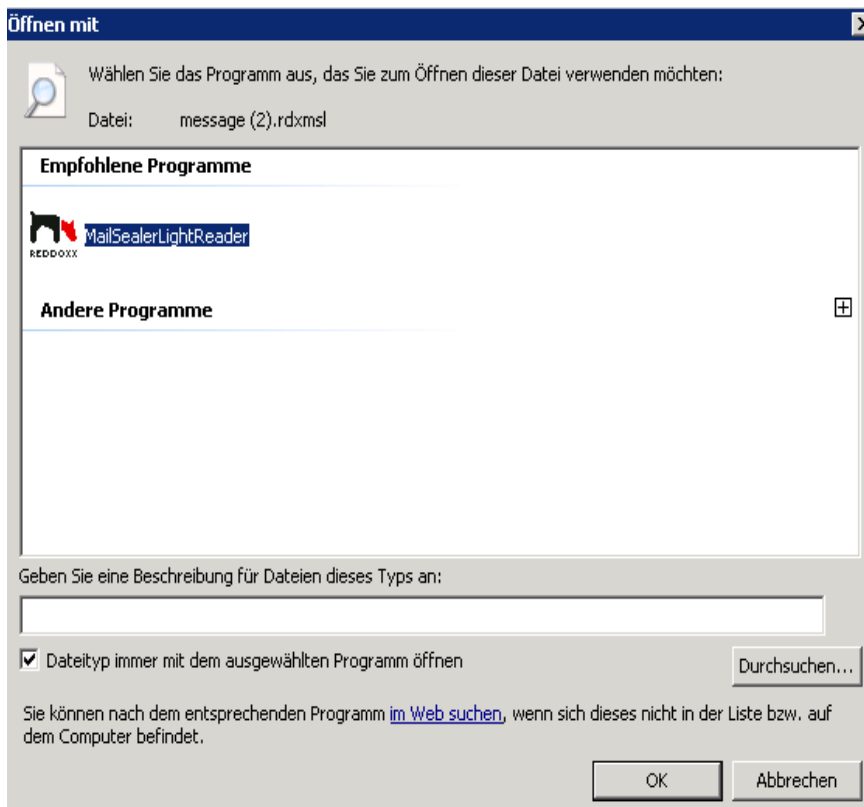 Öffnen mit
Wählen Sie das Programm aus, das Sie zum Öffnen dieser Datei verwenden möchten:
Datei: message (2).rdxmsl
Empfohlene Programme
REDDOXX
MailSealerLightReader
Andere Programme
Geben Sie eine Beschreibung für Dateien dieses Typs an:
Dateityp immer mit dem ausgewählten Programm öffnen
Durchsuchen...
Sie können nach dem entsprechenden Programm im Web suchen, wenn sich dieses nicht in der Liste bzw. auf
dem Computer befindet.
OK
Abbrechen